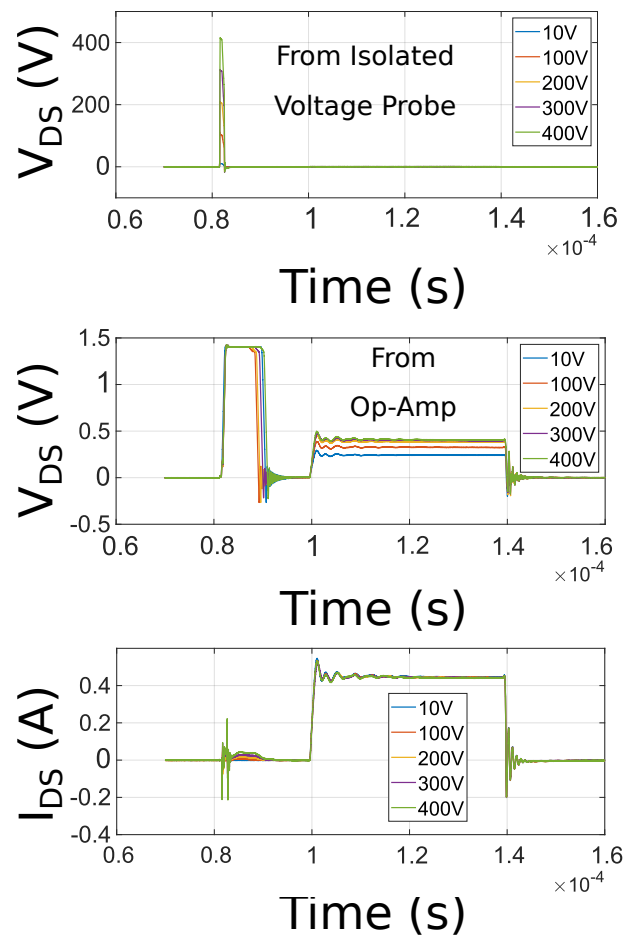 V_DS (V)
400
200
0
From Isolated
Voltage Probe
10V
100V
200V
300V
400V
0.6 0.8 1 1.2 1.4 1.6
×10⁻⁴
Time (s)
V_DS (V)
1.5
1
0.5
0
-0.5
From
Op-Amp
10V
100V
200V
300V
400V
0.6 0.8 1 1.2 1.4 1.6
×10⁻⁴
Time (s)
I_DS (A)
0.4
0.2
0
-0.2
-0.4
10V
100V
200V
300V
400V
0.6 0.8 1 1.2 1.4 1.6
×10⁻⁴
Time (s)